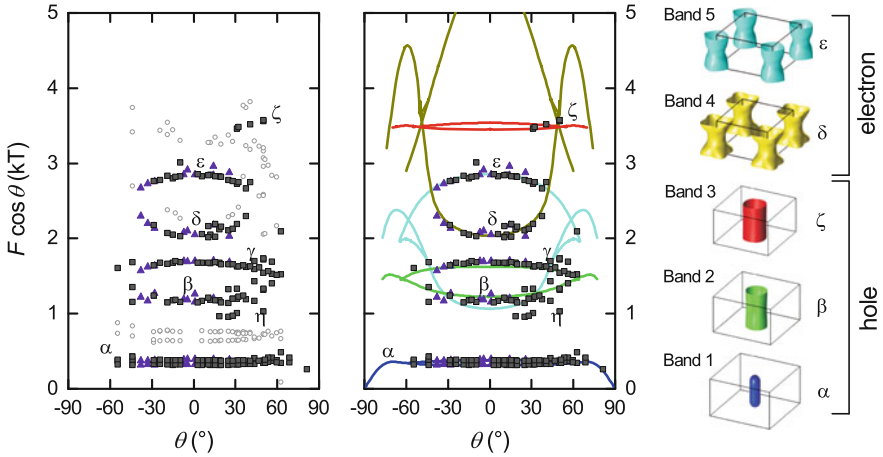 F cos θ (kT)
5
4
3
2
1
0
ζ
ε
δ
γ
β
η
α
-90 -60 -30 0 30 60 90
θ (°)
5
4
3
2
1
0
ζ
ε
δ
γ
β
η
α
-90 -60 -30 0 30 60 90
θ (°)
Band 5
ε
Band 4
δ
electron
Band 3
ζ
Band 2
β
Band 1
α
hole